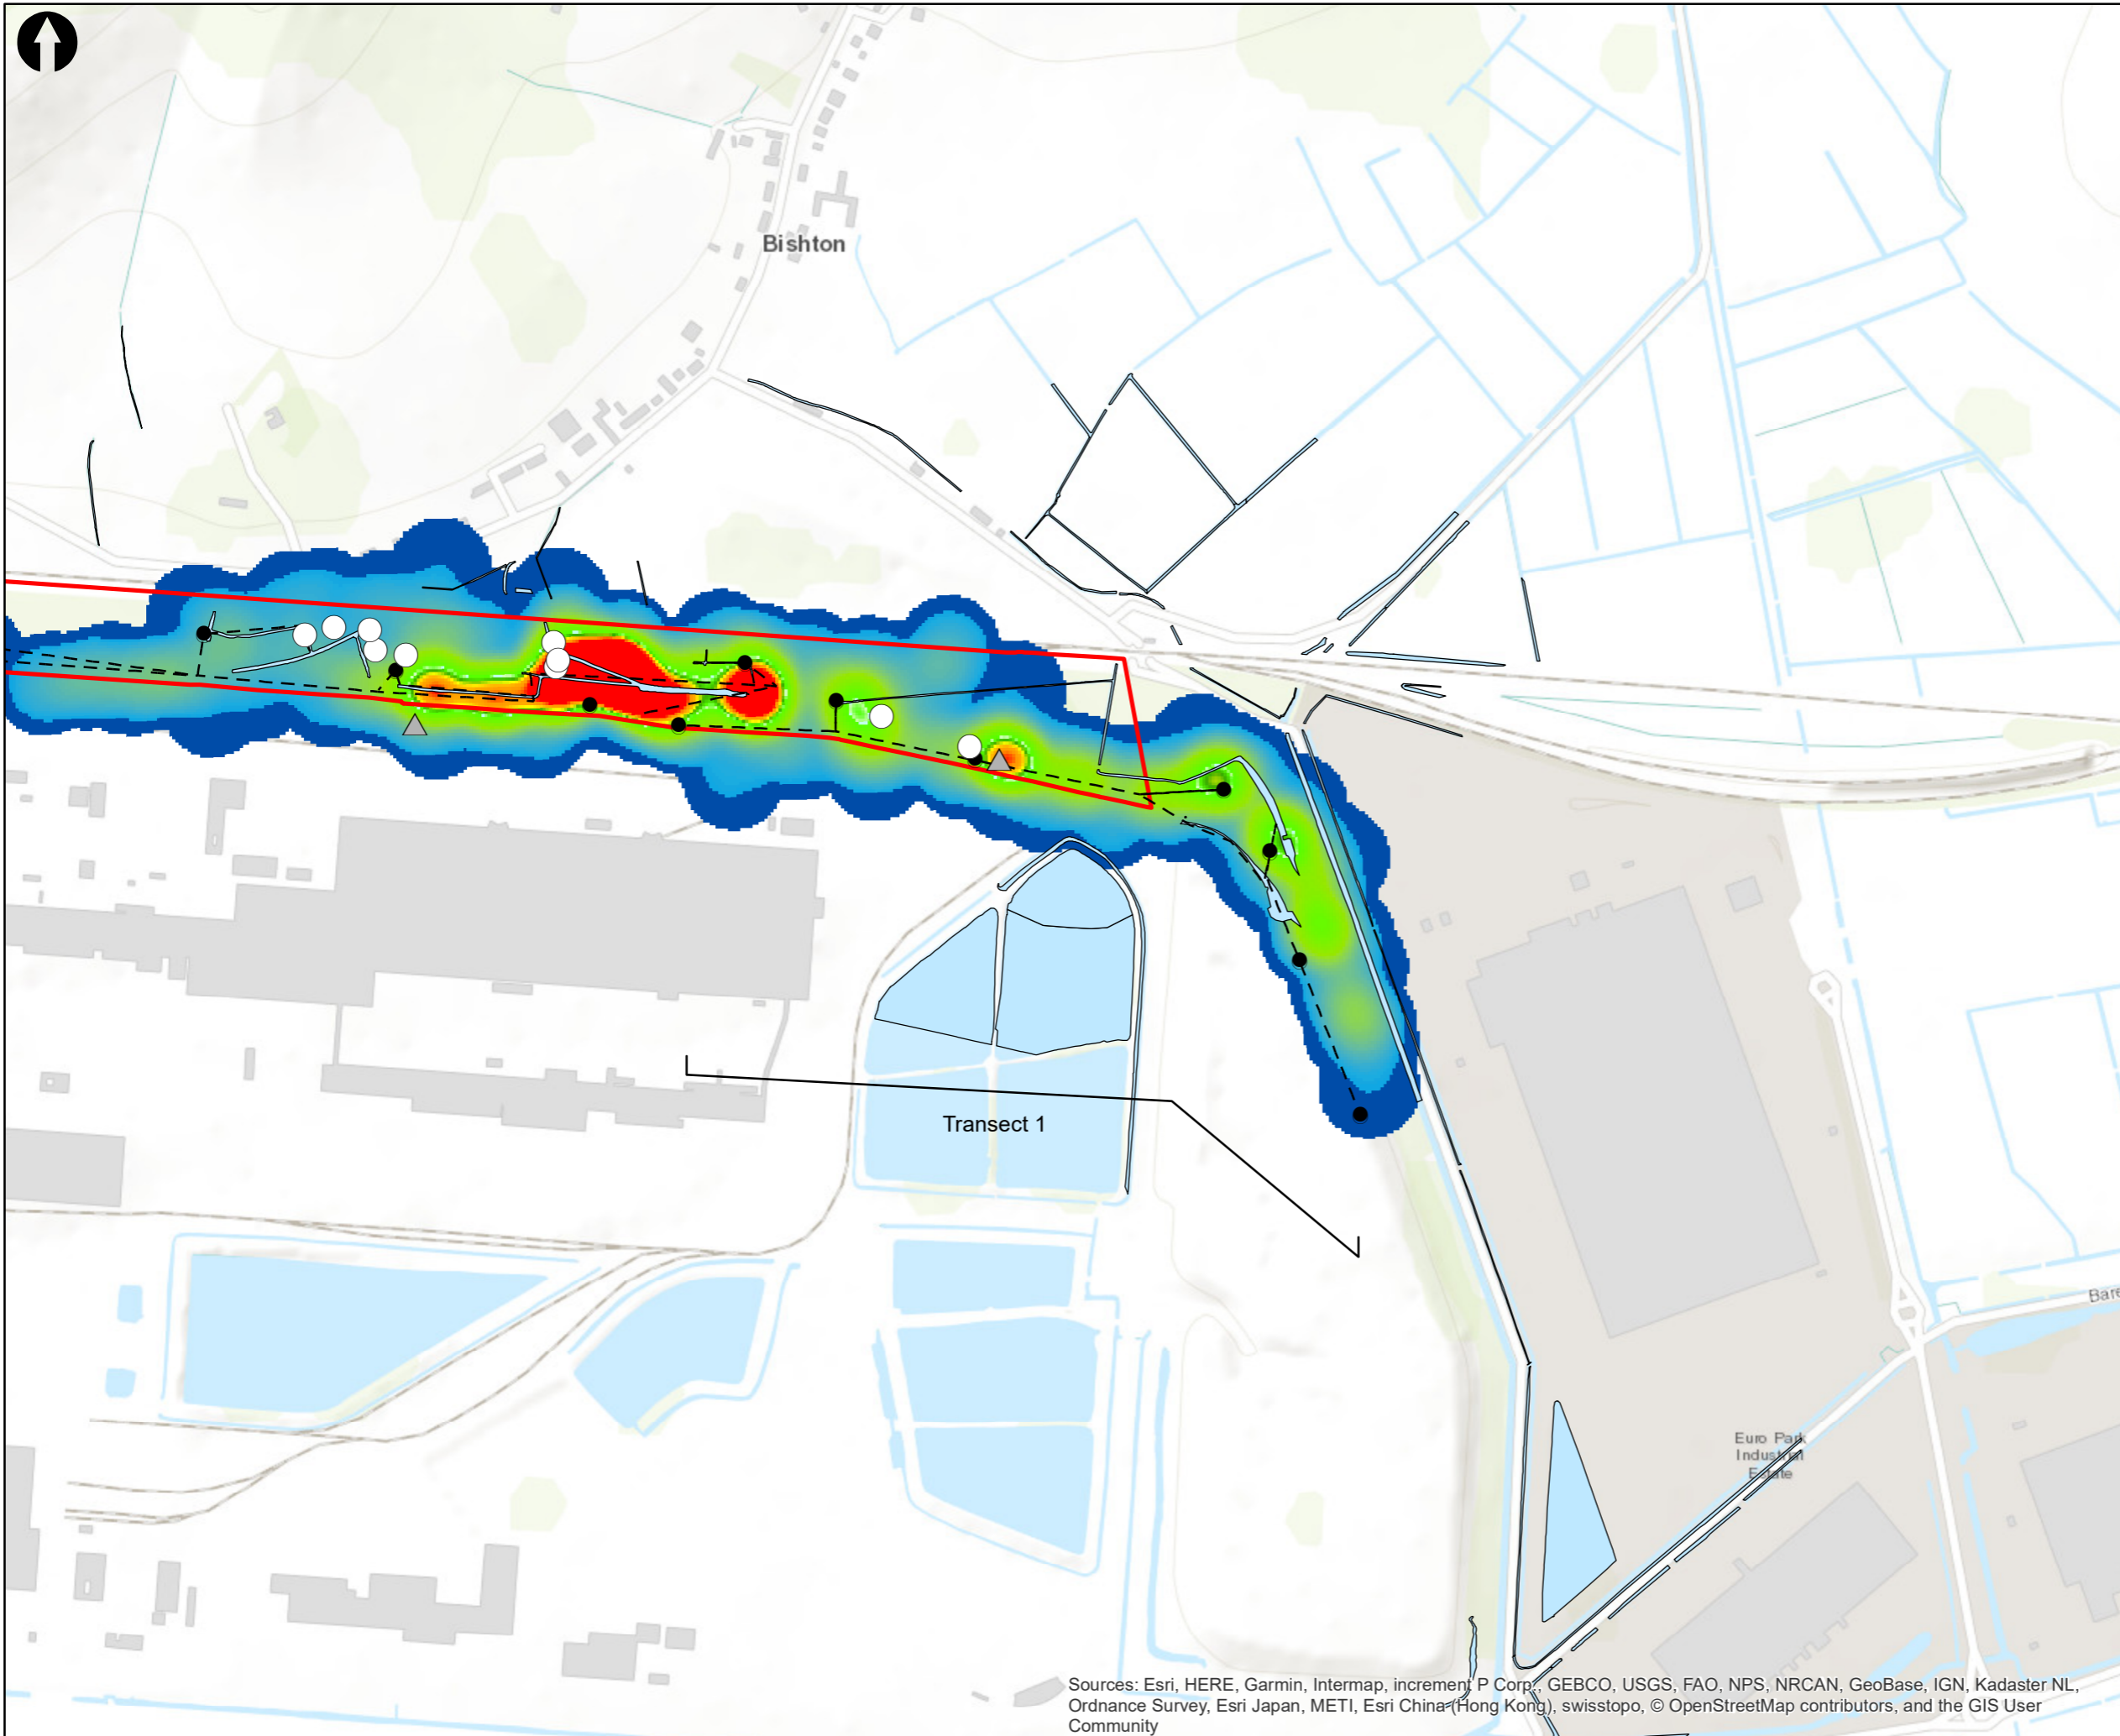 Bishton
Transect 1
Bare
Euro Park
Industrial
Estate
Sources: Esri, HERE, Garmin, Intermap, increment P Corp., GEBCO, USGS, FAO, NPS, NRCAN, GeoBase, IGN, Kadaster NL,
Ordnance Survey, Esri Japan, METI, Esri China (Hong Kong), swisstopo, © OpenStreetMap contributors, and the GIS User
Community